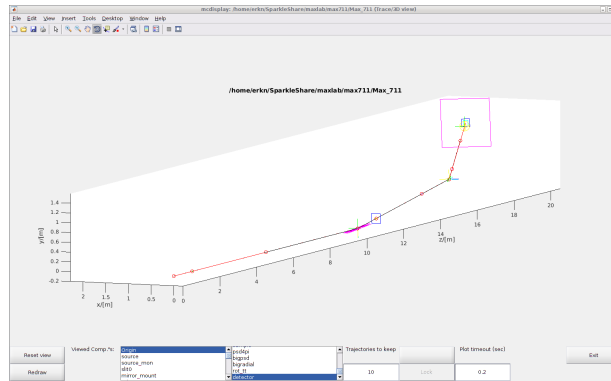 msdisplay: /home/erkn/SparkleShare/maxlab/max711/Max_711 (Trace/3D view)
File Edit View Insert Tools Desktop Window Help
/home/erkn/SparkleShare/maxlab/max711/Max_711
1.4
1.2
1
0.8
0.6
0.4
0.2
0
-0.2
y/[m]
2 1.5 1 0.5 0
x/[m]
0 2 4 6 8 10 12 14 16 18 20
z/[m]
Reset view
Redraw
Viewed Comp.'s:
Origin
source
source_mon
slit0
mirror_mount
psd4pi
bigpsd
bigradial
rot_tt
detector
Trajectories to keep
10
Lock
Plot timeout (sec)
0.2
Exit